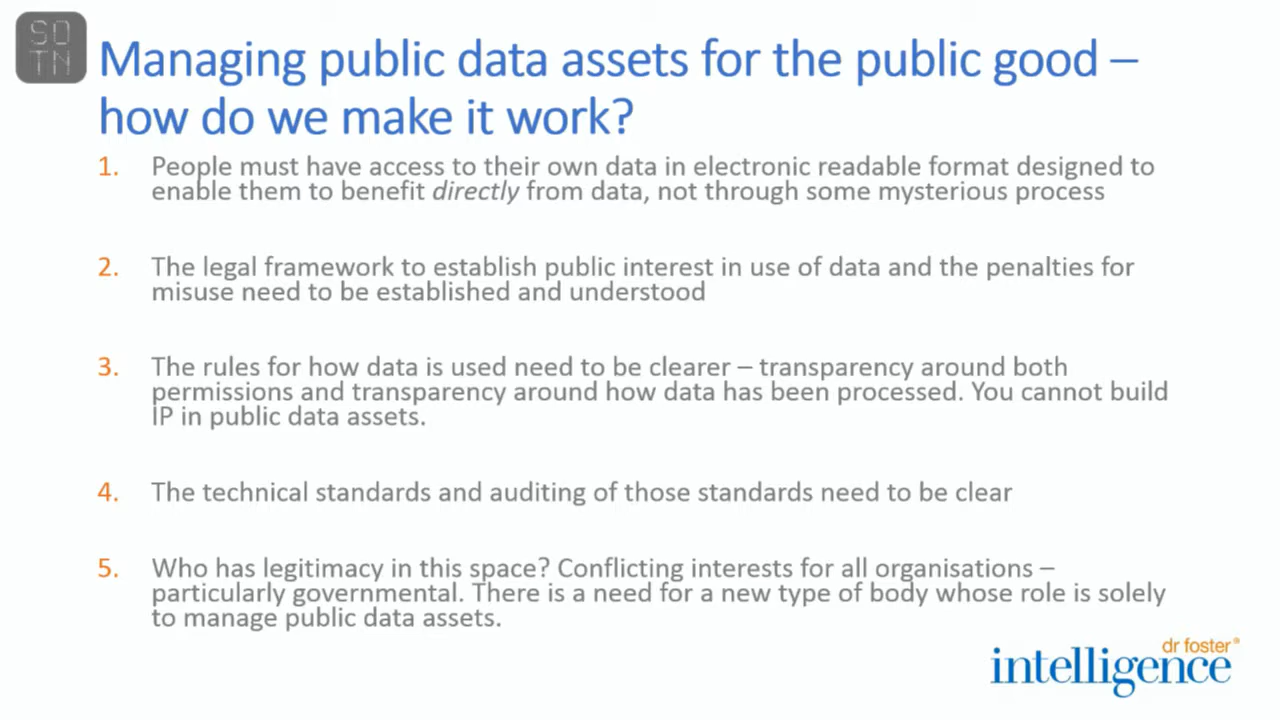 SO
TN
Managing public data assets for the public good –
how do we make it work?
1. People must have access to their own data in electronic readable format designed to
enable them to benefit directly from data, not through some mysterious process
2. The legal framework to establish public interest in use of data and the penalties for
misuse need to be established and understood
3. The rules for how data is used need to be clearer – transparency around both
permissions and transparency around how data has been processed. You cannot build
IP in public data assets.
4. The technical standards and auditing of those standards need to be clear
5. Who has legitimacy in this space? Conflicting interests for all organisations –
particularly governmental. There is a need for a new type of body whose role is solely
to manage public data assets.
dr foster®
intelligence